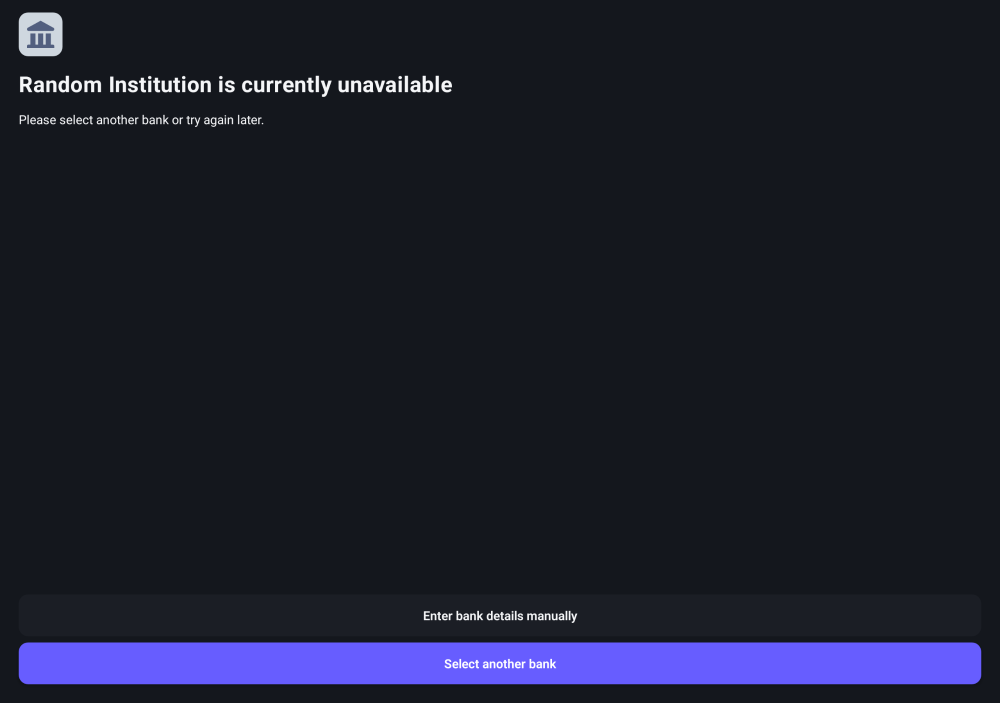 Random Institution is currently unavailable
Please select another bank or try again later.
Enter bank details manually
Select another bank